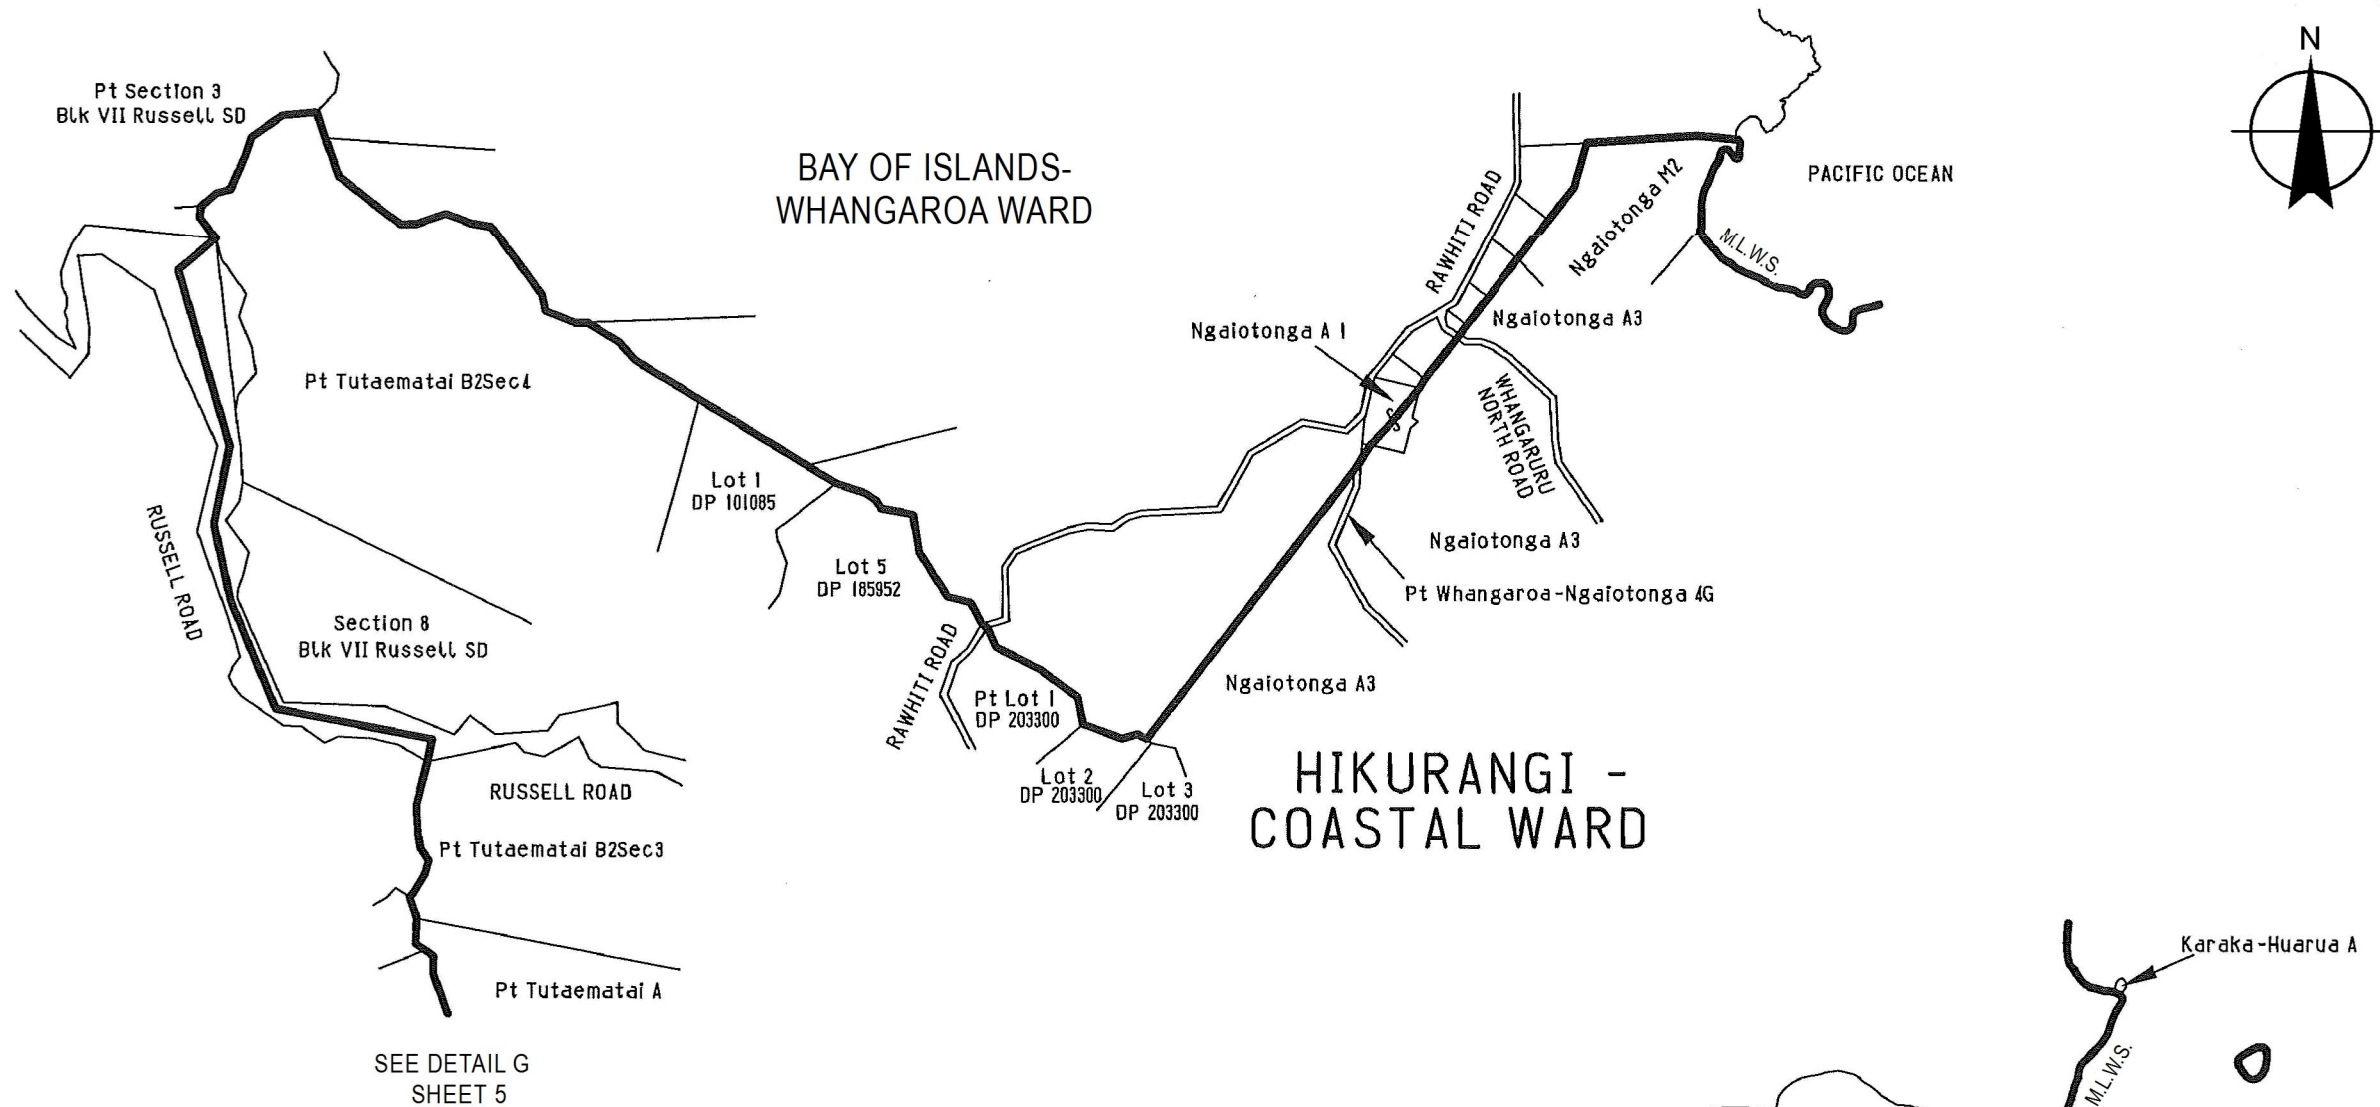 N
Pt Section 3
Blk VII Russell SD
BAY OF ISLANDS-
WHANGAROA WARD
PACIFIC OCEAN
RAWHITI ROAD
Ngaiotonga M2
M.L.W.S.
Ngaiotonga A 1
Ngaiotonga A3
Pt Tutaematai B2Sec4
WHANGARURU
NORTH ROAD
Lot 1
DP 101085
RUSSELL ROAD
Ngaiotonga A3
Lot 5
DP 185952
Pt Whangaroa-Ngaiotonga 4G
Section 8
Blk VII Russell SD
RAWHITI ROAD
Ngaiotonga A3
Pt Lot 1
DP 203300
Lot 2
DP 203300
Lot 3
DP 203300
HIKURANGI -
COASTAL WARD
RUSSELL ROAD
Pt Tutaematai B2Sec3
Karaka-Huarua A
Pt Tutaematai A
M.L.W.S.
SEE DETAIL G
SHEET 5